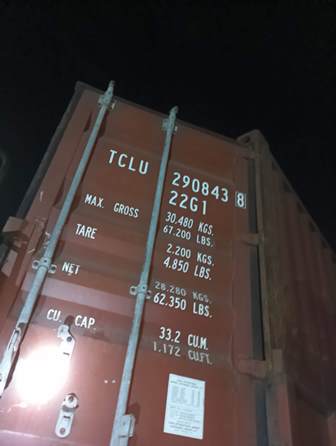 TCLU 290843 8
22G1
MAX. GROSS 30.480 KGS.
67.200 LBS.
TARE 2.200 KGS.
4.850 LBS.
NET 28.280 KGS.
62.350 LBS.
CU. CAP. 33.2 CU.M.
1.172 CU.FT.